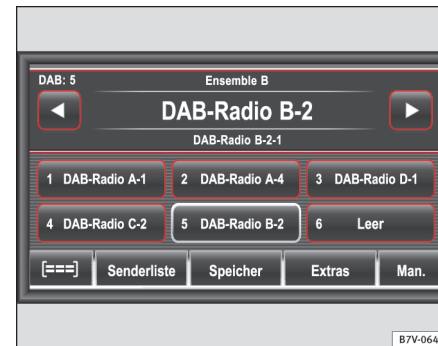 DAB: 5 Ensemble B
DAB-Radio B-2
DAB-Radio B-2-1
1 DAB-Radio A-1 2 DAB-Radio A-4 3 DAB-Radio D-1
4 DAB-Radio C-2 5 DAB-Radio B-2 6 Leer
[===] Senderliste Speicher Extras Man.
B7V-064